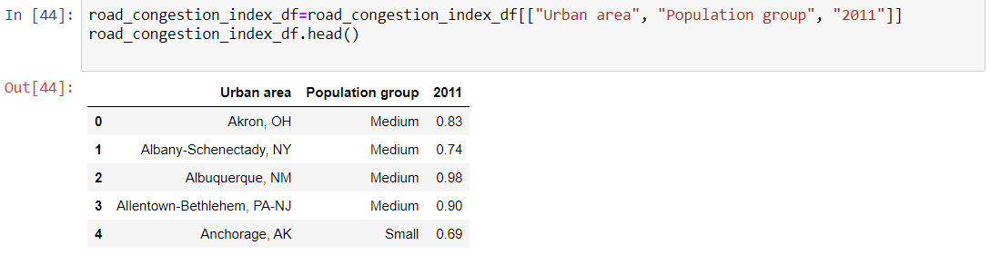 In [44]: road_congestion_index_df=road_congestion_index_df[["Urban area", "Population group", "2011"]]
road_congestion_index_df.head()
Out[44]:
Urban area Population group 2011
0 Akron, OH Medium 0.83
1 Albany-Schenectady, NY Medium 0.74
2 Albuquerque, NM Medium 0.98
3 Allentown-Bethlehem, PA-NJ Medium 0.90
4 Anchorage, AK Small 0.69